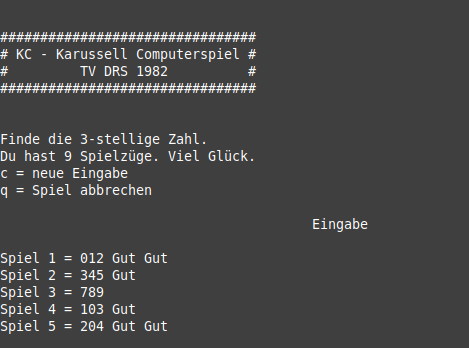 ################################
# KC - Karussell Computerspiel #
#         TV DRS 1982          #
################################
Finde die 3-stellige Zahl.
Du hast 9 Spielzüge. Viel Glück.
c = neue Eingabe
q = Spiel abbrechen
Eingabe
Spiel 1 = 012 Gut Gut
Spiel 2 = 345 Gut
Spiel 3 = 789
Spiel 4 = 103 Gut
Spiel 5 = 204 Gut Gut